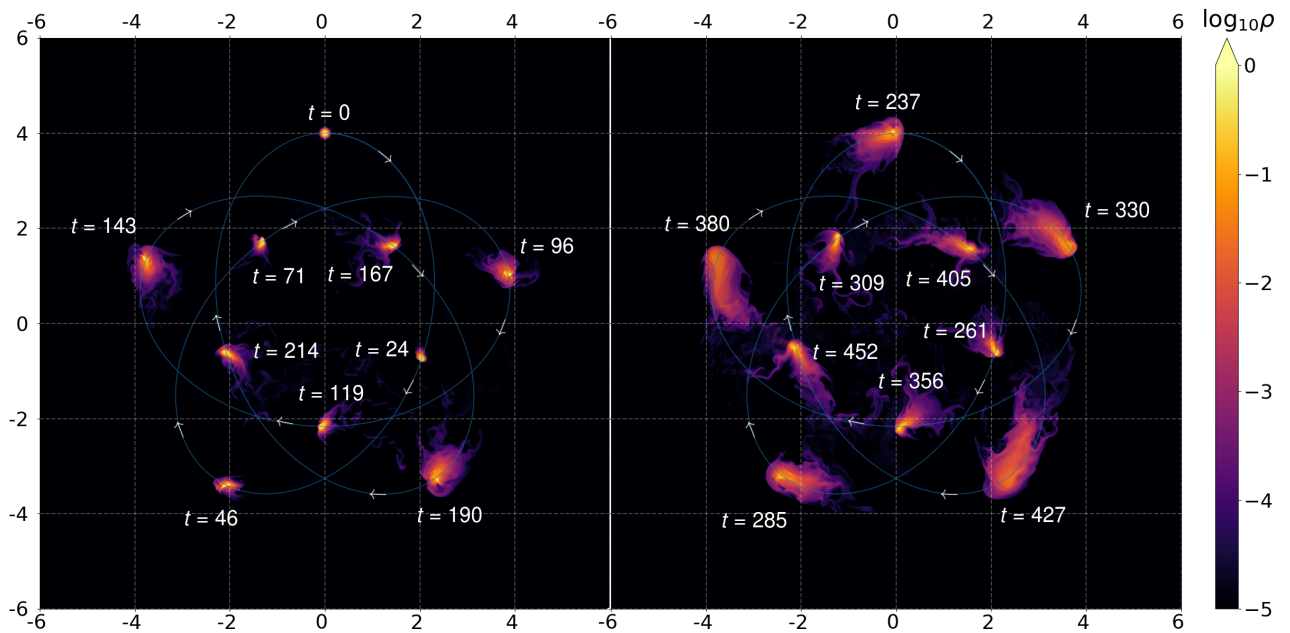 -6 -4 -2 0 2 4 -6 -4 -2 0 2 4 6
log₁₀ρ
6
4
2
0
-2
-4
-6
t = 0
t = 143
t = 71
t = 167
t = 96
t = 214
t = 24
t = 119
t = 46
t = 190
t = 237
t = 380
t = 330
t = 309
t = 405
t = 261
t = 452
t = 356
t = 285
t = 427
0
−1
−2
−3
−4
−5
-6 -4 -2 0 2 4 -6 -4 -2 0 2 4 6